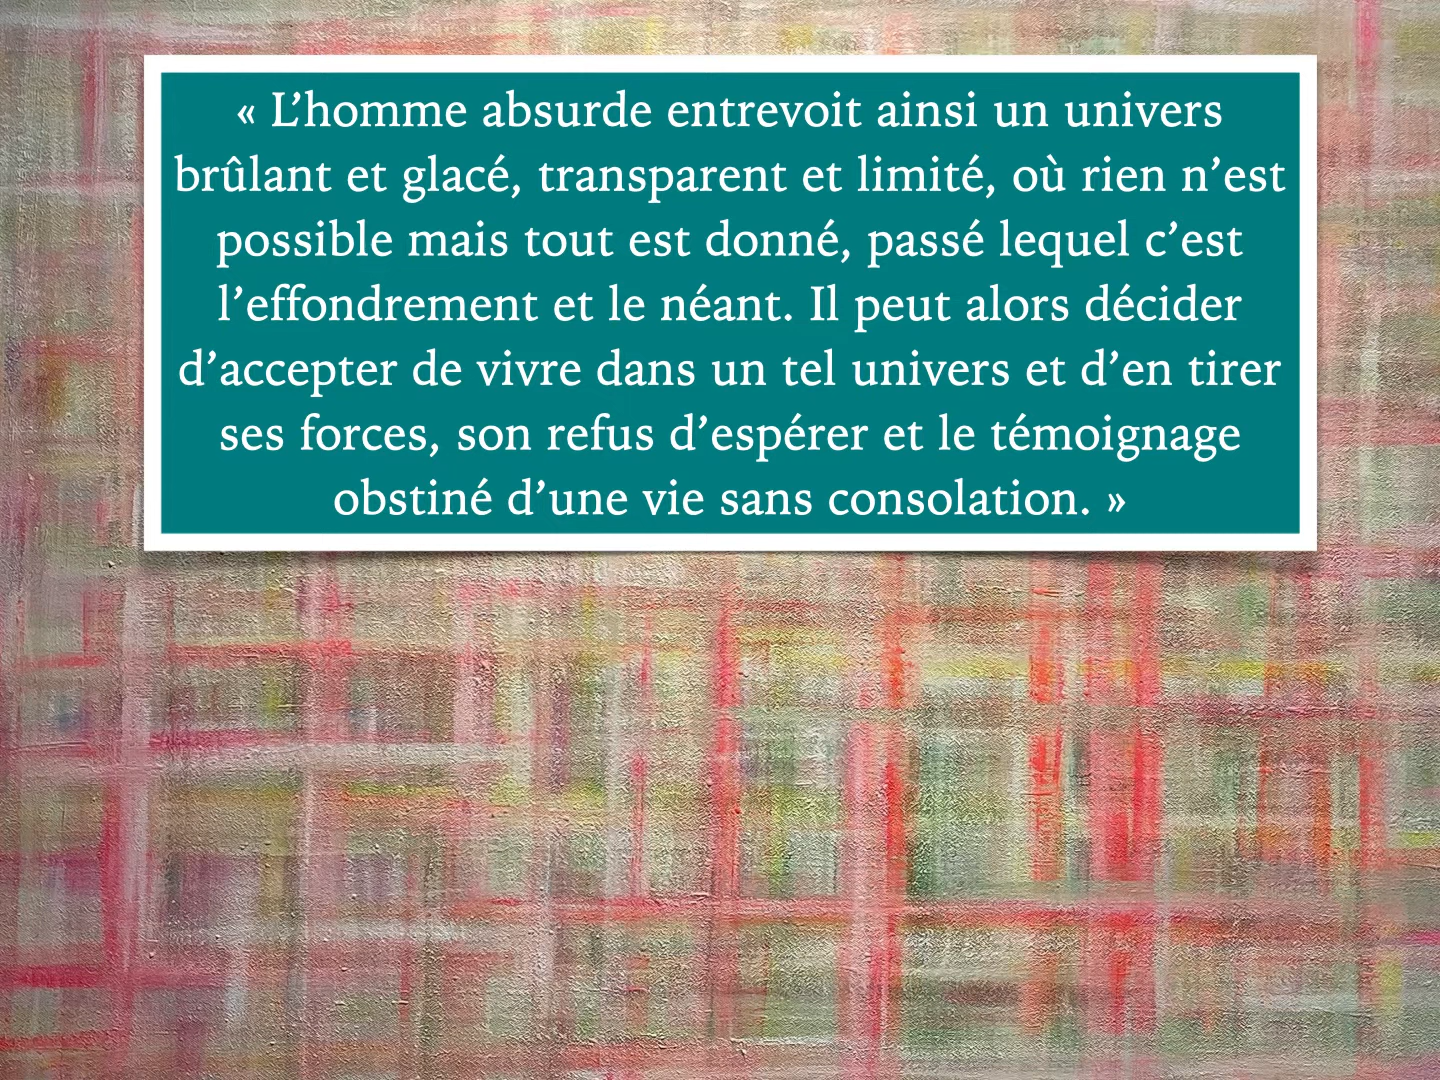 « L’homme absurde entrevoit ainsi un univers
brûlant et glacé, transparent et limité, où rien n’est
possible mais tout est donné, passé lequel c’est
l’effondrement et le néant. Il peut alors décider
d’accepter de vivre dans un tel univers et d’en tirer
ses forces, son refus d’espérer et le témoignage
obstiné d’une vie sans consolation. »